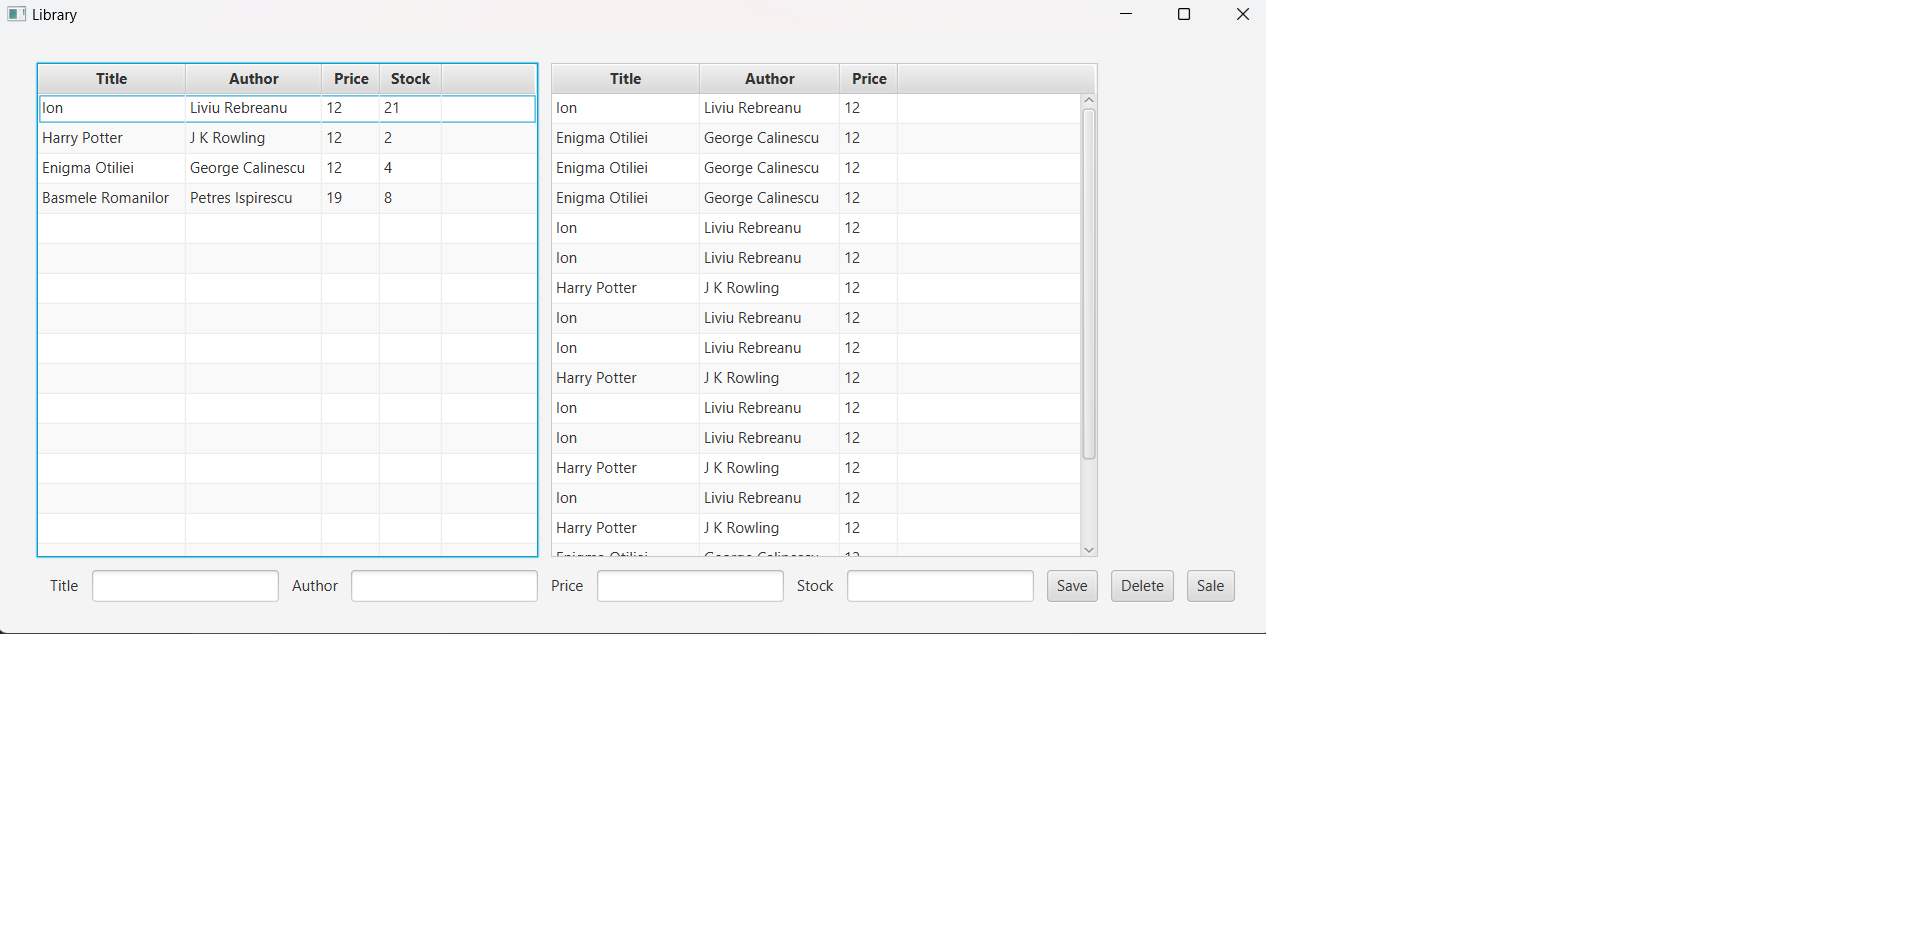 Library
Title Author Price Stock
Ion Liviu Rebreanu 12 21
Harry Potter J K Rowling 12 2
Enigma Otiliei George Calinescu 12 4
Basmele Romanilor Petres Ispirescu 19 8
Title Author Price
Ion Liviu Rebreanu 12
Enigma Otiliei George Calinescu 12
Enigma Otiliei George Calinescu 12
Enigma Otiliei George Calinescu 12
Ion Liviu Rebreanu 12
Ion Liviu Rebreanu 12
Harry Potter J K Rowling 12
Ion Liviu Rebreanu 12
Ion Liviu Rebreanu 12
Harry Potter J K Rowling 12
Ion Liviu Rebreanu 12
Ion Liviu Rebreanu 12
Harry Potter J K Rowling 12
Ion Liviu Rebreanu 12
Harry Potter J K Rowling 12
Enigma Otiliei George Calinescu 12
Title Author Price Stock Save Delete Sale